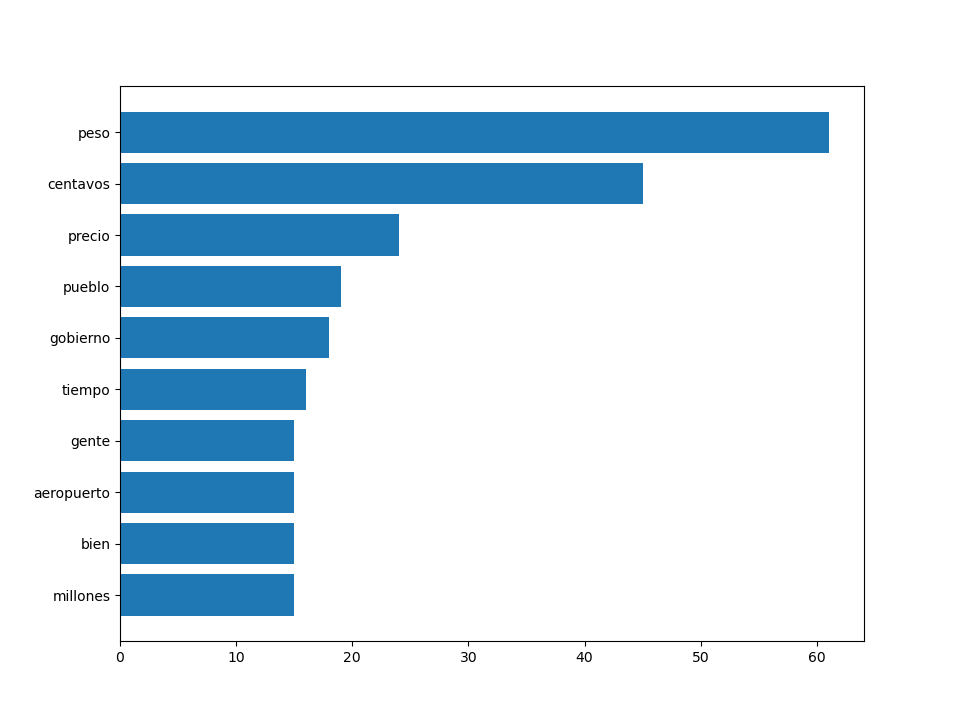 peso
centavos
precio
pueblo
gobierno
tiempo
gente
aeropuerto
bien
millones
0 10 20 30 40 50 60